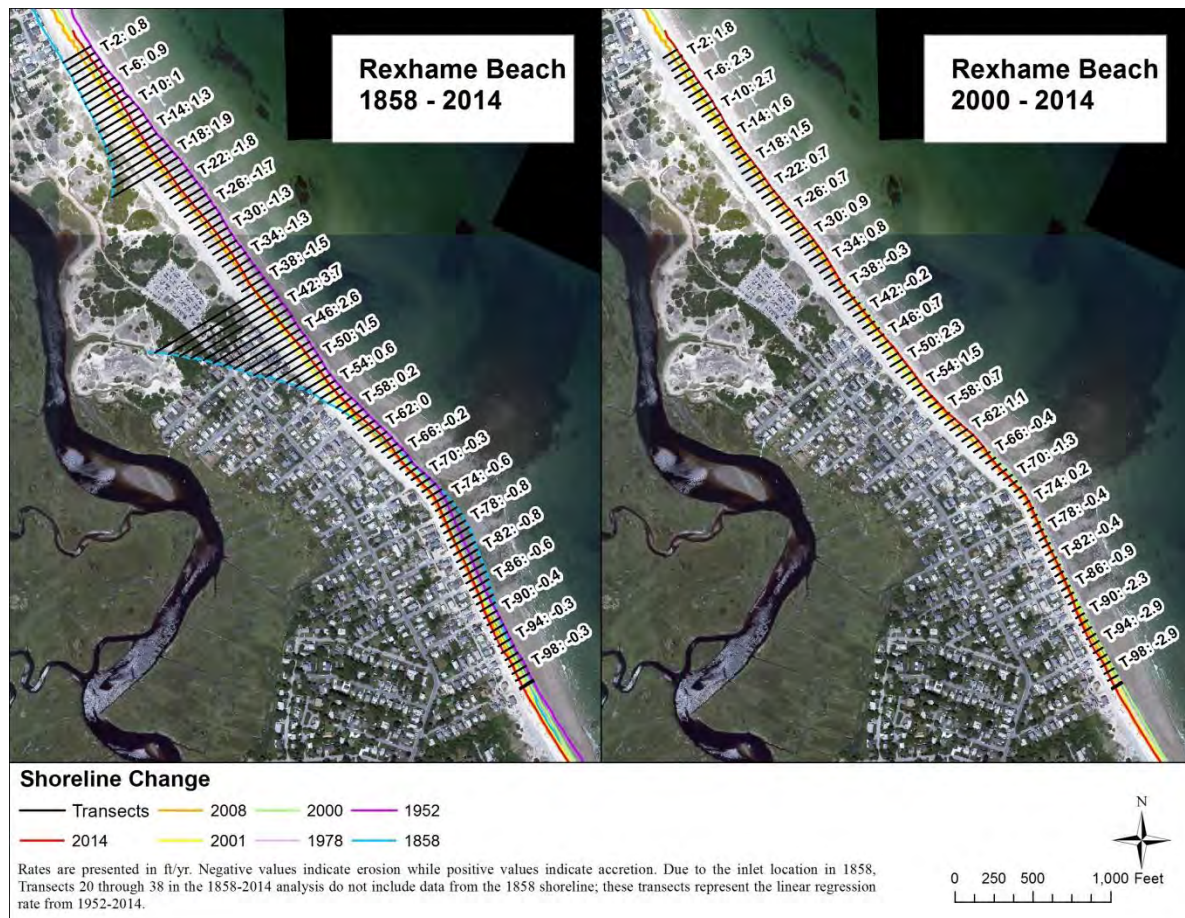 Rexhame Beach
1858 - 2014
T-2: 0.8
T-6: 0.9
T-10: 1
T-14: 1.3
T-18: 1.9
T-22: -1.8
T-26: -1.7
T-30: -1.3
T-34: -1.3
T-38: -1.5
T-42: 3.7
T-46: 2.6
T-50: 1.5
T-54: 0.6
T-58: 0.2
T-62: 0
T-66: -0.2
T-70: -0.3
T-74: -0.6
T-78: -0.8
T-82: -0.8
T-86: -0.6
T-90: -0.4
T-94: -0.3
T-98: -0.3
Rexhame Beach
2000 - 2014
T-2: 1.8
T-6: 2.3
T-10: 2.7
T-14: 1.6
T-18: 1.5
T-22: 0.7
T-26: 0.7
T-30: 0.9
T-34: 0.8
T-38: -0.3
T-42: -0.2
T-46: 0.7
T-50: 2.3
T-54: 1.5
T-58: 0.7
T-62: 1.1
T-66: -0.4
T-70: -1.3
T-74: 0.2
T-78: -0.4
T-82: -0.4
T-86: -0.9
T-90: -2.3
T-94: -2.9
T-98: -2.9
Shoreline Change
Transects 2008 2000 1952
2014 2001 1978 1858
Rates are presented in ft/yr. Negative values indicate erosion while positive values indicate accretion. Due to the inlet location in 1858,
Transects 20 through 38 in the 1858-2014 analysis do not include data from the 1858 shoreline; these transects represent the linear regression
rate from 1952-2014.
N
0 250 500 1,000 Feet